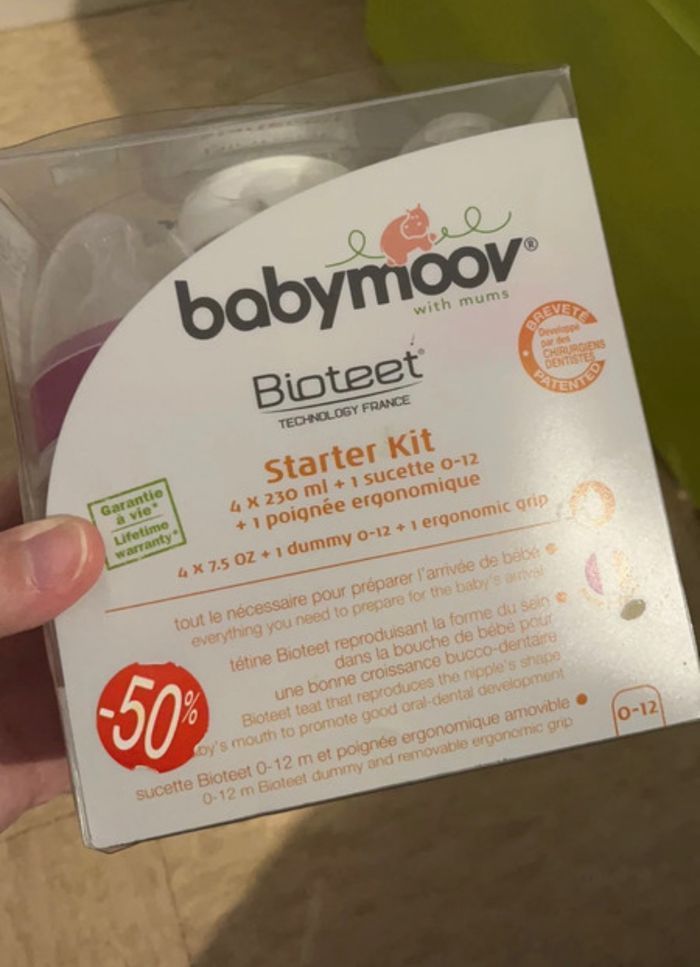 babymoov®
with mums
BREVETÉ
Développé
par des
CHIRURGIENS
DENTISTES
PATENTED
Bioteet®
TECHNOLOGY FRANCE
Starter Kit
4 x 230 ml + 1 sucette 0-12
+ 1 poignée ergonomique
4 x 7.5 OZ + 1 dummy 0-12 + 1 ergonomic grip
Garantie
à vie*
Lifetime
warranty*
tout le nécessaire pour préparer l'arrivée de bébé
everything you need to prepare for the baby's arrival
tétine Bioteet reproduisant la forme du sein
dans la bouche de bébé pour
une bonne croissance bucco-dentaire
Bioteet teat that reproduces the nipple's shape
by's mouth to promote good oral-dental development
-50%
sucette Bioteet 0-12 m et poignée ergonomique amovible
0-12 m Bioteet dummy and removable ergonomic grip
0-12